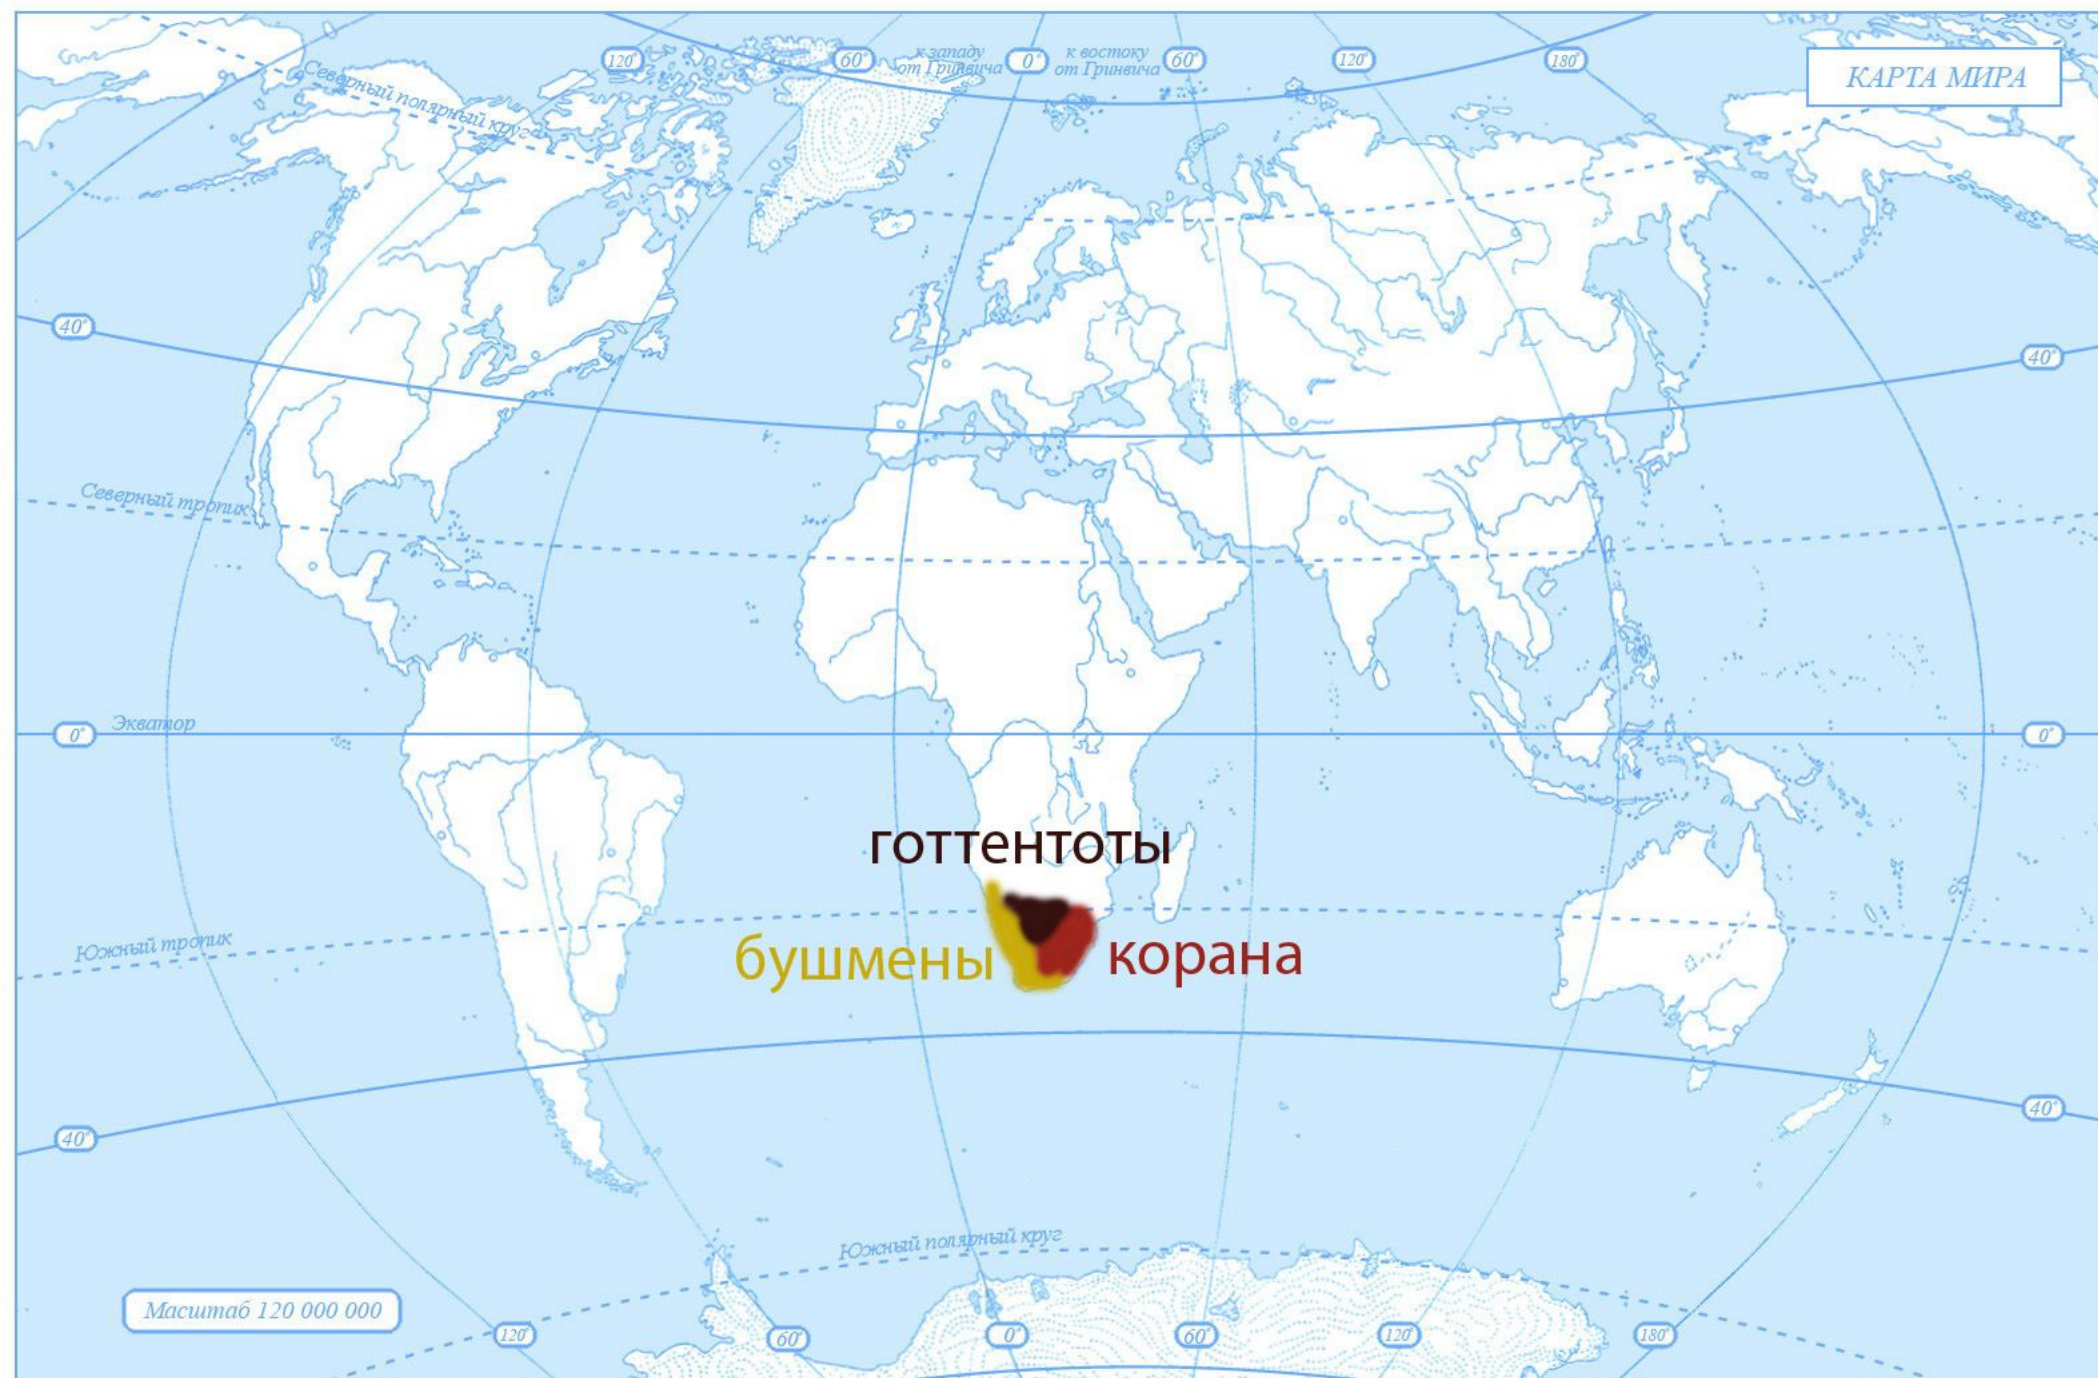 120°
60°
к западу
от Гринвича
0°
к востоку
от Гринвича
60°
120°
180°
КАРТА МИРА
Северный полярный круг
40°
40°
Северный тропик
Экватор
0°
0°
готтентоты
Южный тропик
бушмены
корана
40°
40°
Южный полярный круг
Масштаб 120 000 000
120°
60°
0°
60°
120°
180°